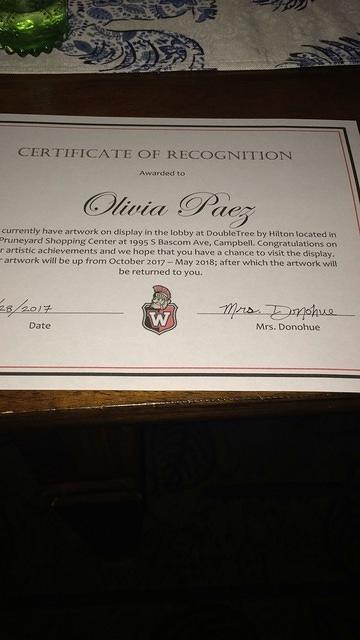 CERTIFICATE OF RECOGNITION
Awarded to
Olivia Paez
currently have artwork on display in the lobby at DoubleTree by Hilton located in
Pruneyard Shopping Center at 1995 S Bascom Ave, Campbell. Congratulations on
r artistic achievements and we hope that you have a chance to visit the display.
r artwork will be up from October 2017 – May 2018; after which the artwork will
be returned to you.
/28/2017
Mrs. Donohue
Date
W
Mrs. Donohue